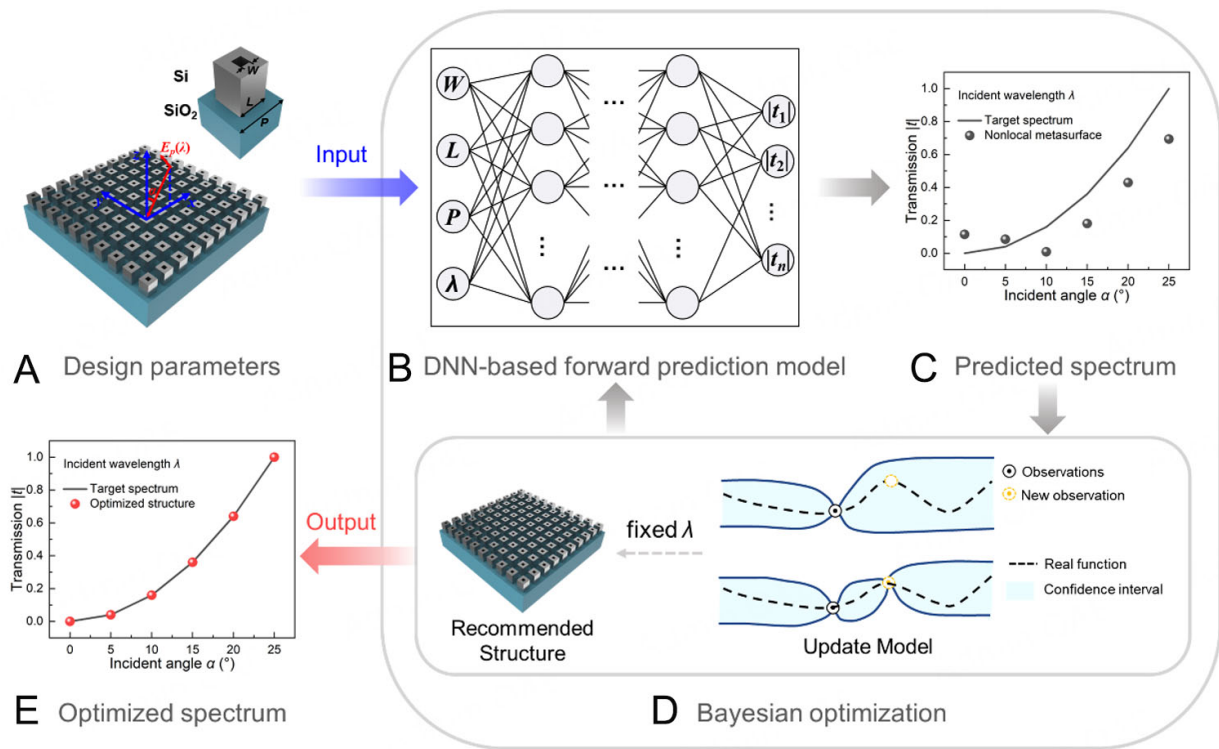 Si
W
SiO2
L
P
Ep(λ)
z
y
x
Input
A Design parameters
W
L
P
λ
...
...
...
...
...
|t1|
|t2|
...
|tn|
B DNN-based forward prediction model
Incident wavelength λ
Target spectrum
Nonlocal metasurface
Transmission |t|
1.0
0.8
0.6
0.4
0.2
0.0
0 5 10 15 20 25
Incident angle α (°)
C Predicted spectrum
Observations
New observation
Real function
Confidence interval
Update Model
fixed λ
Recommended
Structure
D Bayesian optimization
Output
Incident wavelength λ
Target spectrum
Optimized structure
Transmission |t|
1.0
0.8
0.6
0.4
0.2
0.0
0 5 10 15 20 25
Incident angle α (°)
E Optimized spectrum